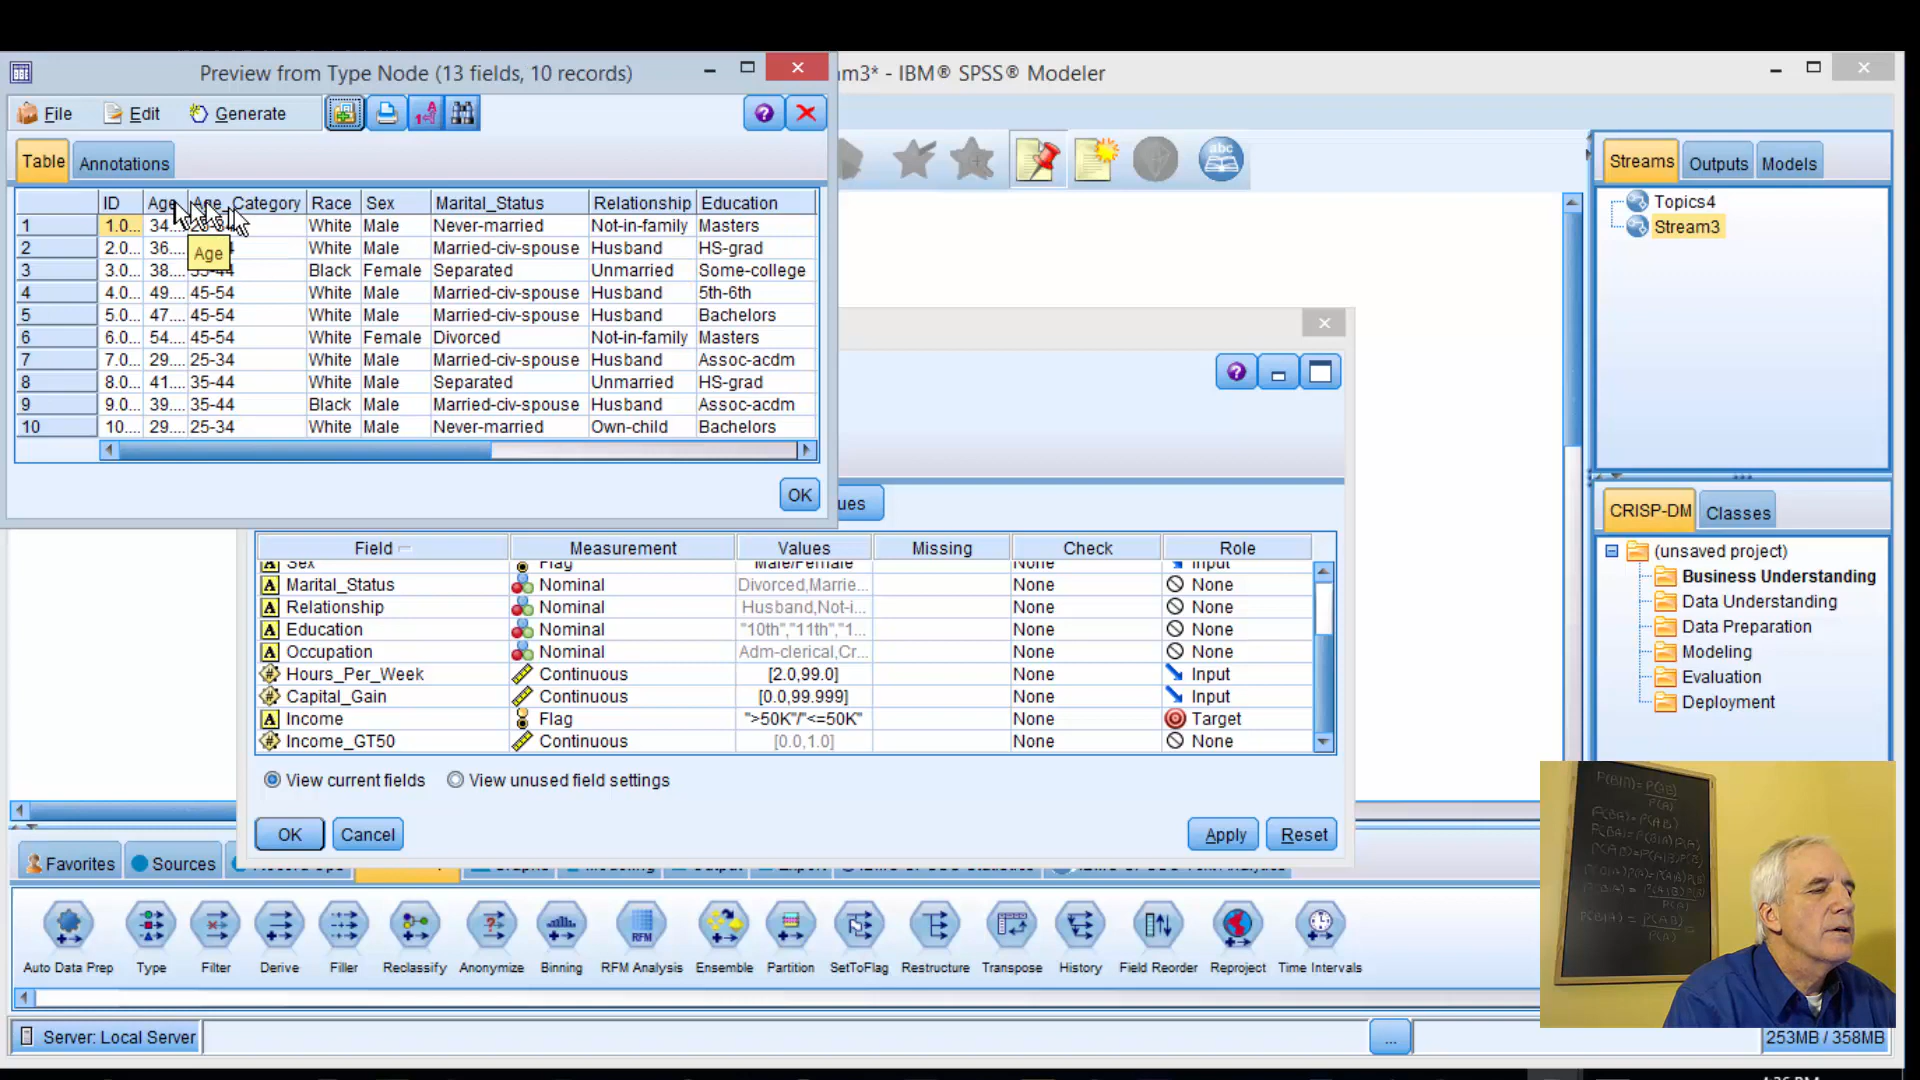 Preview from Type Node (13 fields, 10 records)
am3* - IBM® SPSS® Modeler
File Edit Generate
Table Annotations
ID Age Age_Category Race Sex Marital_Status Relationship Education
1 1.0... 34.... White Male Never-married Not-in-family Masters
2 2.0... 36.... White Male Married-civ-spouse Husband HS-grad
3 3.0... 38.... 35-44 Black Female Separated Unmarried Some-college
4 4.0... 49.... 45-54 White Male Married-civ-spouse Husband 5th-6th
5 5.0... 47.... 45-54 White Male Married-civ-spouse Husband Bachelors
6 6.0... 54.... 45-54 White Female Divorced Not-in-family Masters
7 7.0... 29.... 25-34 White Male Married-civ-spouse Husband Assoc-acdm
8 8.0... 41.... 35-44 White Male Separated Unmarried HS-grad
9 9.0... 39.... 35-44 Black Male Married-civ-spouse Husband Assoc-acdm
10 10.... 29.... 25-34 White Male Never-married Own-child Bachelors
Age
OK
ues
Field Measurement Values Missing Check Role
Sex Flag Male/Female None Input
Marital_Status Nominal Divorced,Marrie... None None
Relationship Nominal Husband,Not-i... None None
Education Nominal "10th","11th","1... None None
Occupation Nominal Adm-clerical,Cr... None None
Hours_Per_Week Continuous [2.0,99.0] None Input
Capital_Gain Continuous [0.0,99.999] None Input
Income Flag ">50K"/"<=50K" None Target
Income_GT50 Continuous [0.0,1.0] None None
View current fields View unused field settings
OK Cancel Apply Reset
abc
Streams Outputs Models
Topics4
Stream3
CRISP-DM Classes
(unsaved project)
Business Understanding
Data Understanding
Data Preparation
Modeling
Evaluation
Deployment
Favorites Sources
RFM
Auto Data Prep Type Filter Derive Filler Reclassify Anonymize Binning RFM Analysis Ensemble Partition SetToFlag Restructure Transpose History Field Reorder Reproject Time Intervals
Server: Local Server ... 253MB / 358MB